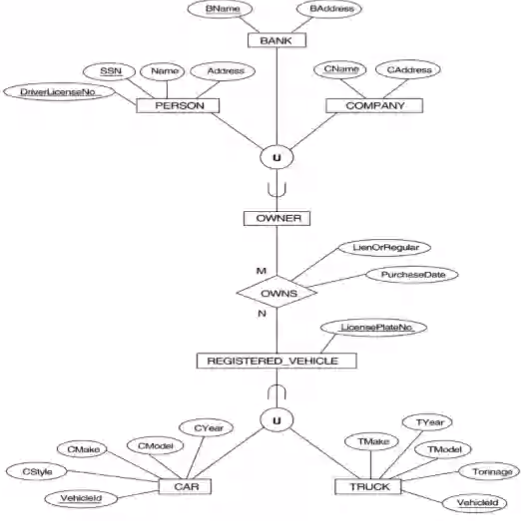 BName
BAddress
BANK
SSN
Name
Address
CName
CAddress
DriverLicenseNo
PERSON
COMPANY
U
OWNER
M
LienOrRegular
PurchaseDate
OWNS
N
LicensePlateNo
REGISTERED_VEHICLE
U
CYear
CModel
CMake
CStyle
VehicleId
CAR
TYear
TMake
TModel
Tonnage
TRUCK
VehicleId